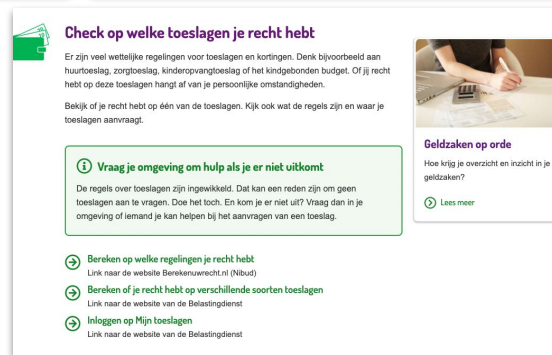 Check op welke toeslagen je recht hebt
Er zijn veel wettelijke regelingen voor toeslagen en kortingen. Denk bijvoorbeeld aan
huurtoeslag, zorgtoeslag, kinderopvangtoeslag of het kindgebonden budget. Of jij recht
hebt op deze toeslagen hangt af van je persoonlijke omstandigheden.
Bekijk of je recht hebt op één van de toeslagen. Kijk ook wat de regels zijn en waar je
toeslagen aanvraagt.
Vraag je omgeving om hulp als je er niet uitkomt
De regels over toeslagen zijn ingewikkeld. Dat kan een reden zijn om geen
toeslagen aan te vragen. Doe het toch. En kom je er niet uit? Vraag dan in je
omgeving of iemand je kan helpen bij het aanvragen van een toeslag.
Bereken op welke regelingen je recht hebt
Link naar de website Berekenuwrecht.nl (Nibud)
Bereken of je recht hebt op verschillende soorten toeslagen
Link naar de website van de Belastingdienst
Inloggen op Mijn toeslagen
Link naar de website van de Belastingdienst
Geldzaken op orde
Hoe krijg je overzicht en inzicht in je
geldzaken?
Lees meer